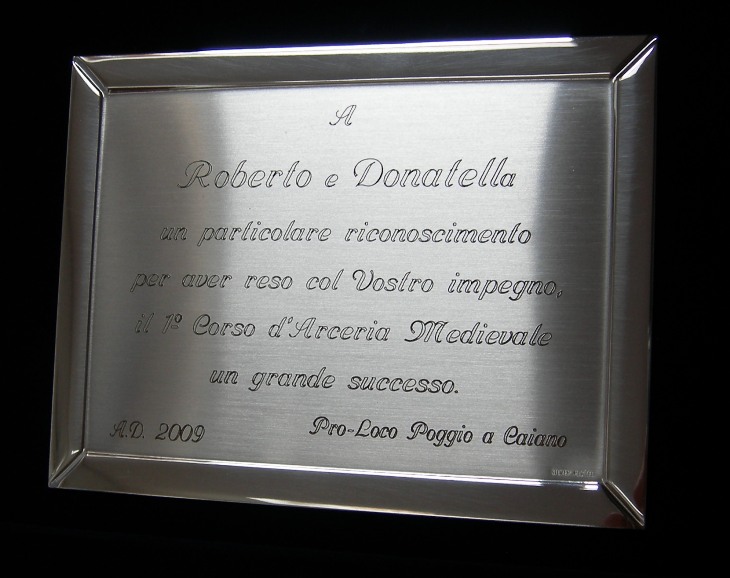 A
Roberto e Donatella
un particolare riconoscimento
per aver reso col Vostro impegno,
il 1º Corso d'Arceria Medievale
un grande successo.
A.D. 2009
Pro-Loco Poggio a Caiano